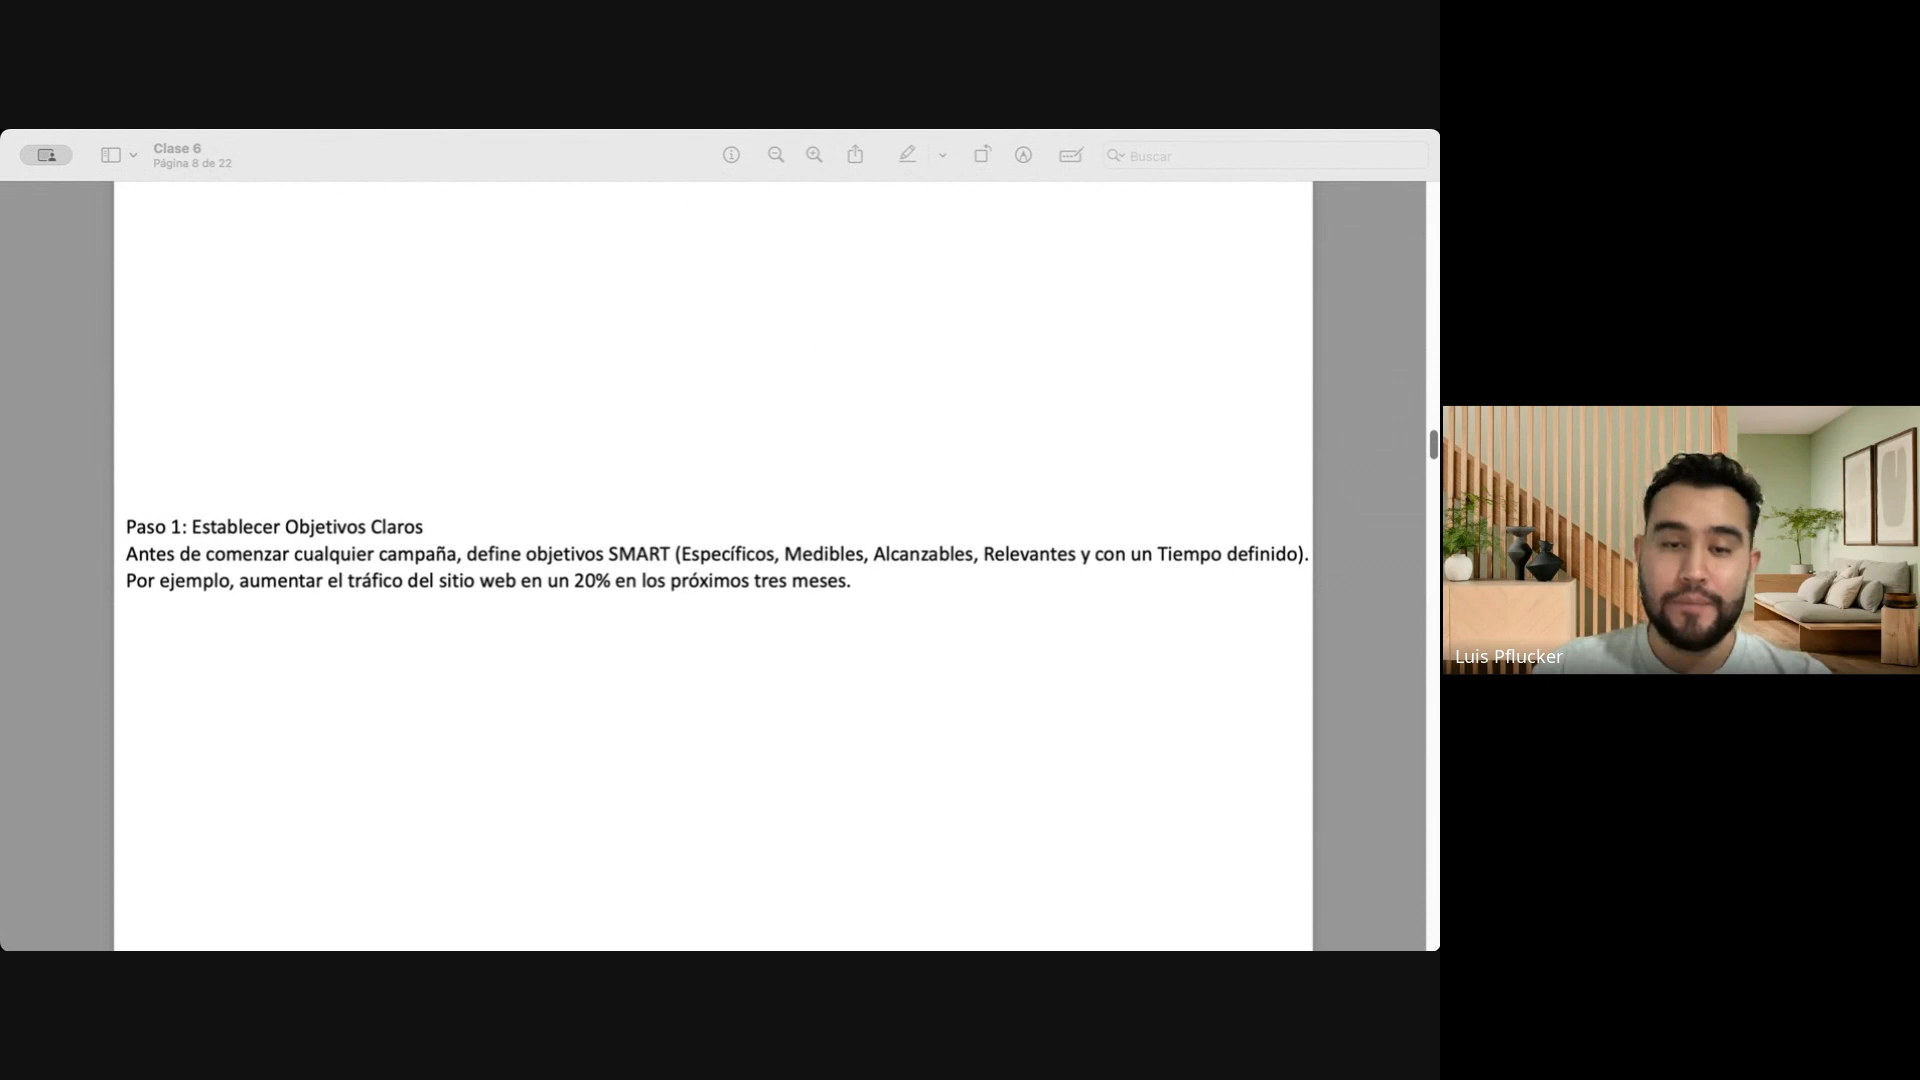 Clase 6
Página 8 de 22
Buscar
Paso 1: Establecer Objetivos Claros
Antes de comenzar cualquier campaña, define objetivos SMART (Específicos, Medibles, Alcanzables, Relevantes y con un Tiempo definido).
Por ejemplo, aumentar el tráfico del sitio web en un 20% en los próximos tres meses.
Luis Pflucker